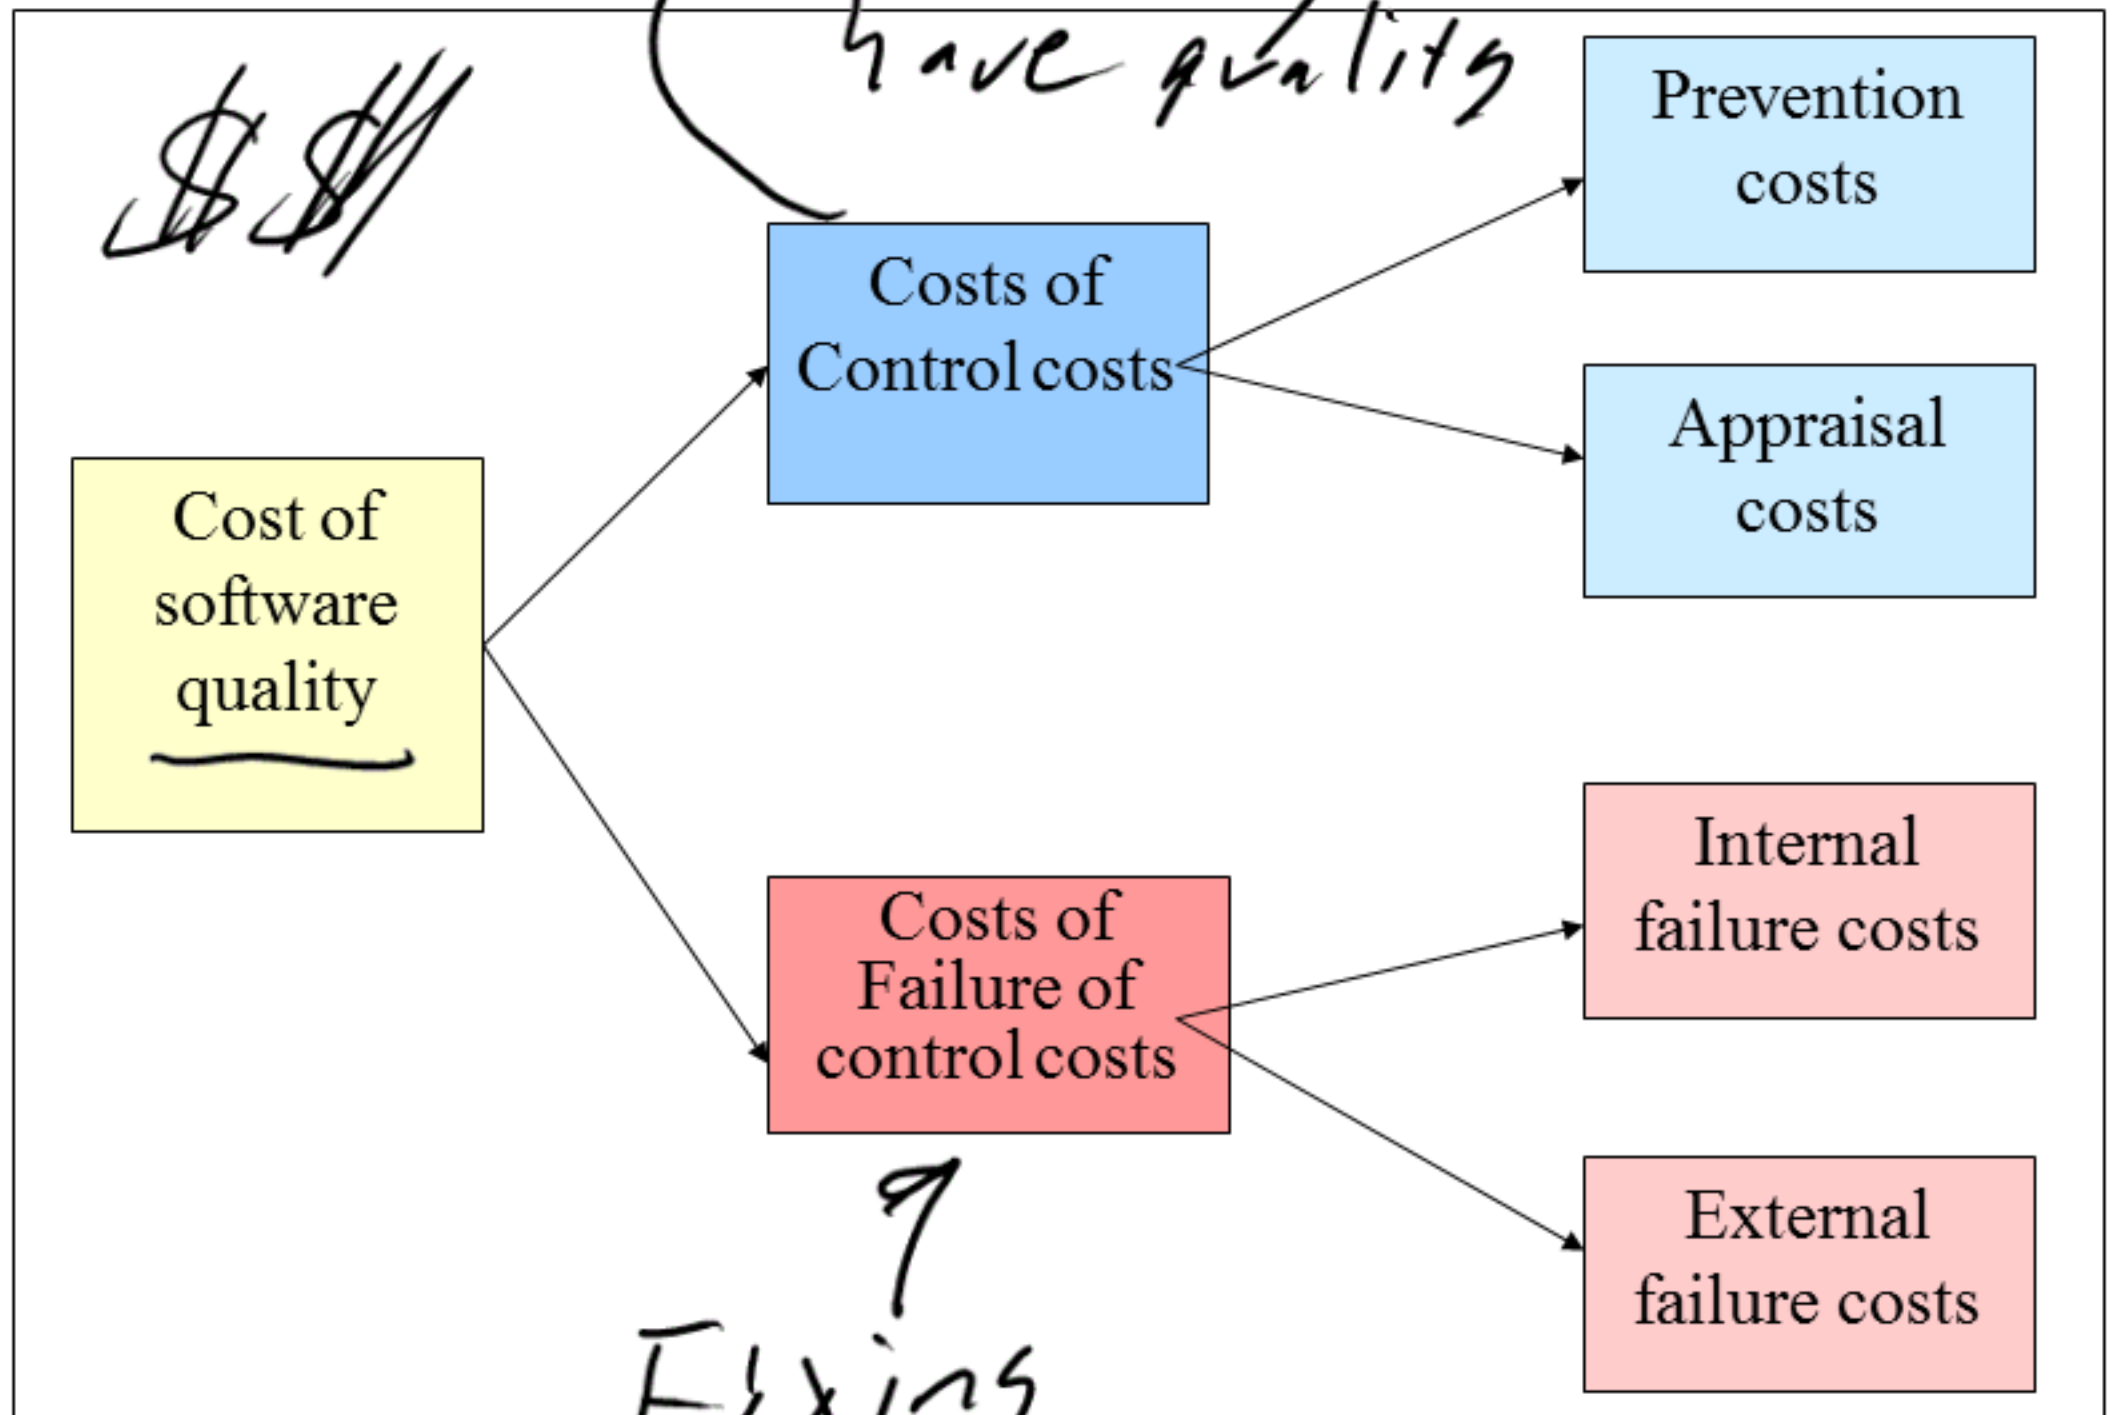 have quality
$$
Prevention
costs
Costs of
Control costs
Appraisal
costs
Cost of
software
quality
Internal
failure costs
Costs of
Failure of
control costs
External
failure costs
Fixing